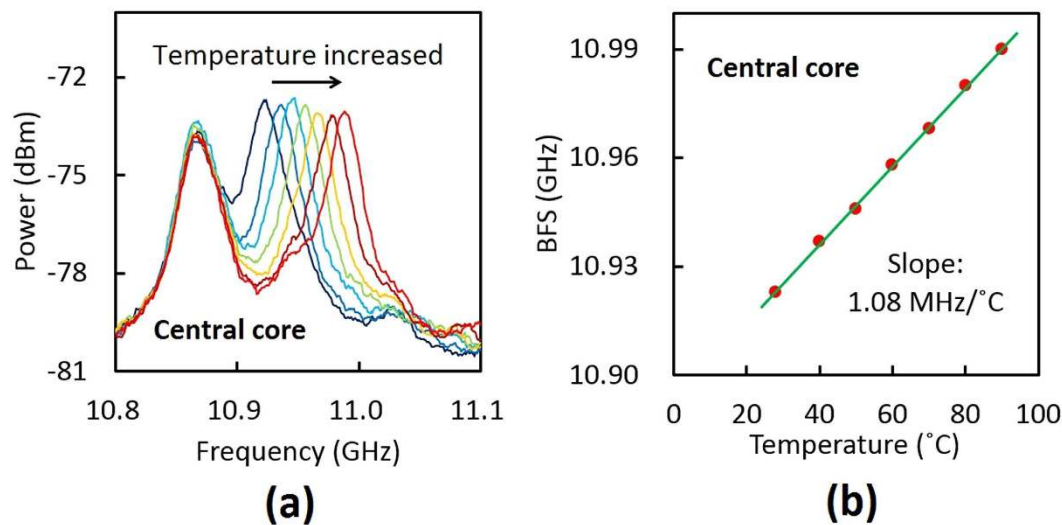 Temperature increased
-72
-75
-78
-81
Power (dBm)
Central core
10.8
10.9
11.0
11.1
Frequency (GHz)
(a)
10.99
10.96
10.93
10.90
BFS (GHz)
Central core
Slope:
1.08 MHz/˚C
0
20
40
60
80
100
Temperature (˚C)
(b)